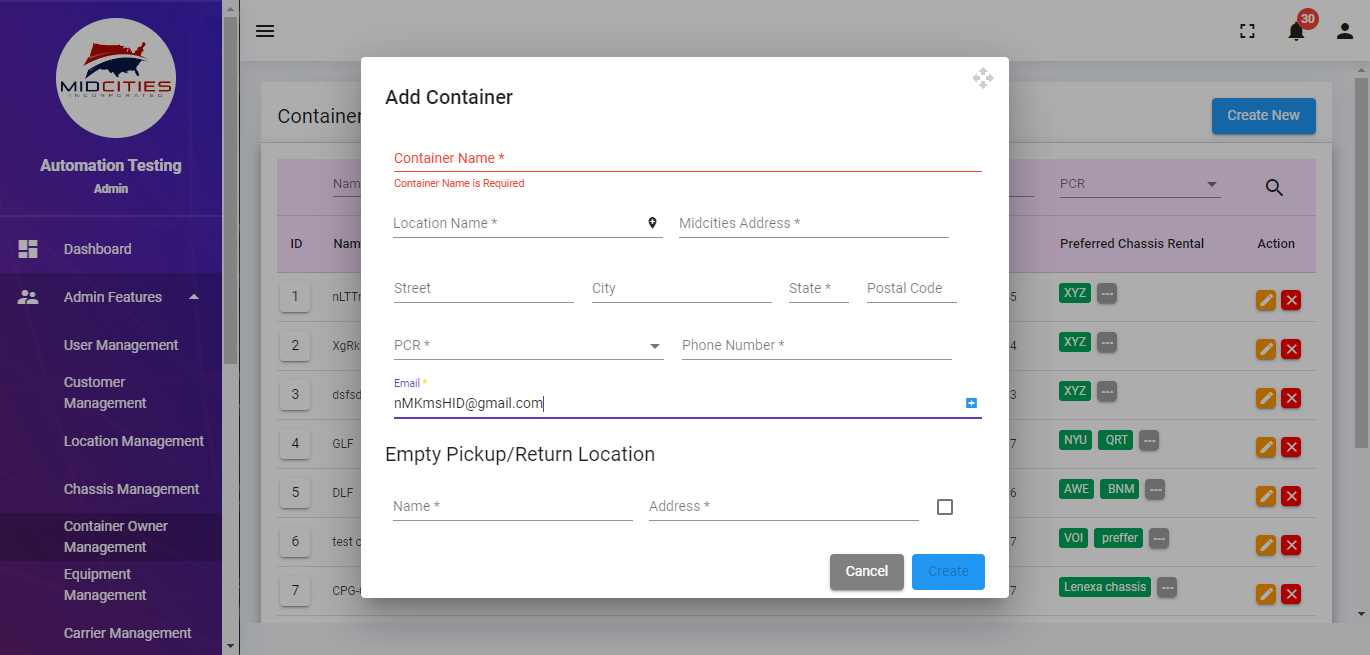 MIDCITIES
INCORPORATED
Automation Testing
Admin
Dashboard
Admin Features
User Management
Customer
Management
Location Management
Chassis Management
Container Owner
Management
Equipment
Management
Carrier Management
30
Container
Create New
Nam
PCR
ID
Nam
Preferred Chassis Rental
Action
1
nLTTr
5
XYZ
---
2
XgRk
4
XYZ
---
3
dsfsd
3
XYZ
---
4
GLF
7
NYU
QRT
---
5
DLF
6
AWE
BNM
---
6
test c
7
VOI
preffer
---
7
CPG-
7
Lenexa chassis
---
Add Container
Container Name *
Container Name is Required
Location Name *
Midcities Address *
Street
City
State *
Postal Code
PCR *
Phone Number *
Email *
nMKmsHID@gmail.com
Empty Pickup/Return Location
Name *
Address *
Cancel
Create